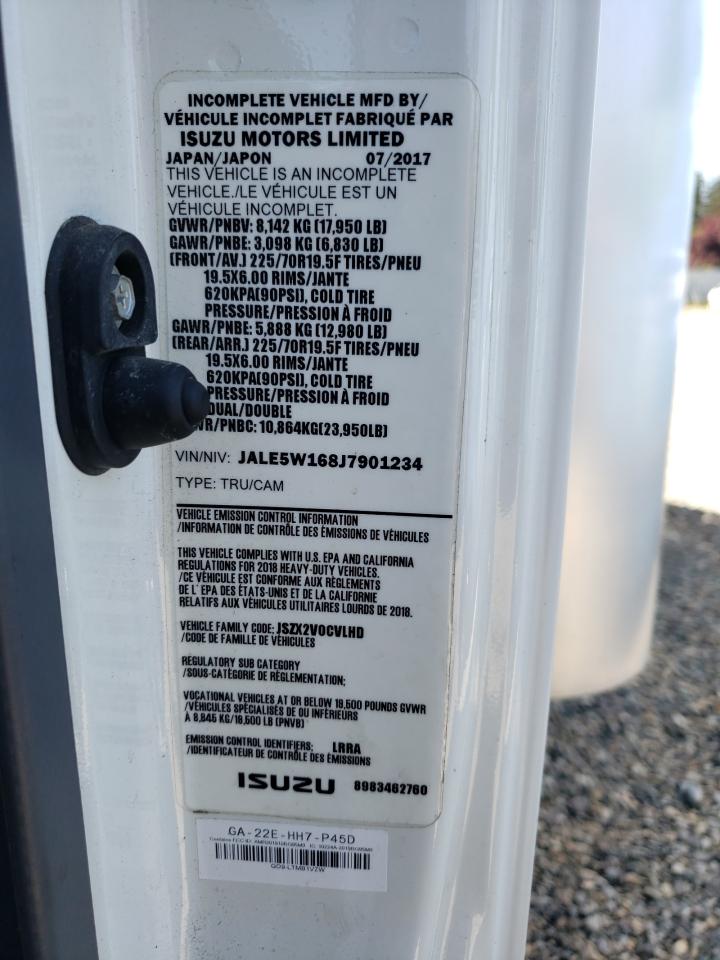 INCOMPLETE VEHICLE MFD BY/
VÉHICULE INCOMPLET FABRIQUÉ PAR
ISUZU MOTORS LIMITED
JAPAN/JAPON 07/2017
THIS VEHICLE IS AN INCOMPLETE
VEHICLE./LE VÉHICULE EST UN
VÉHICULE INCOMPLET.
GVWR/PNBV: 8,142 KG (17,950 LB)
GAWR/PNBE: 3,098 KG (6,830 LB)
(FRONT/AV.) 225/70R19.5F TIRES/PNEU
19.5X6.00 RIMS/JANTE
620KPA(90PSI), COLD TIRE
PRESSURE/PRESSION À FROID
GAWR/PNBE: 5,888 KG (12,980 LB)
(REAR/ARR.) 225/70R19.5F TIRES/PNEU
19.5X6.00 RIMS/JANTE
620KPA(90PSI), COLD TIRE
PRESSURE/PRESSION À FROID
DUAL/DOUBLE
WR/PNBC: 10,864KG(23,950LB)
VIN/NIV: JALE5W168J7901234
TYPE: TRU/CAM
VEHICLE EMISSION CONTROL INFORMATION
/INFORMATION DE CONTRÔLE DES ÉMISSIONS DE VÉHICULES
THIS VEHICLE COMPLIES WITH U.S. EPA AND CALIFORNIA
REGULATIONS FOR 2018 HEAVY-DUTY VEHICLES.
/CE VÉHICULE EST CONFORME AUX RÈGLEMENTS
DE L' EPA DES ÉTATS-UNIS ET DE LA CALIFORNIE
RELATIFS AUX VÉHICULES UTILITAIRES LOURDS DE 2018.
VEHICLE FAMILY CODE: JSZX2VOCVLHD
/CODE DE FAMILLE DE VÉHICULES
REGULATORY SUB CATEGORY
/SOUS-CATÉGORIE DE RÈGLEMENTATION:
VOCATIONAL VEHICLES AT OR BELOW 19,500 POUNDS GVWR
/VÉHICULES SPÉCIALISÉS DE OU INFÉRIEURS
À 8,845 KG/19,500 LB (PNVB)
EMISSION CONTROL IDENTIFIERS: LRRA
/IDENTIFICATEUR DE CONTRÔLE DES ÉMISSIONS
ISUZU 8983462760
GA-22E-HH7-P45D
Contains FCC ID: